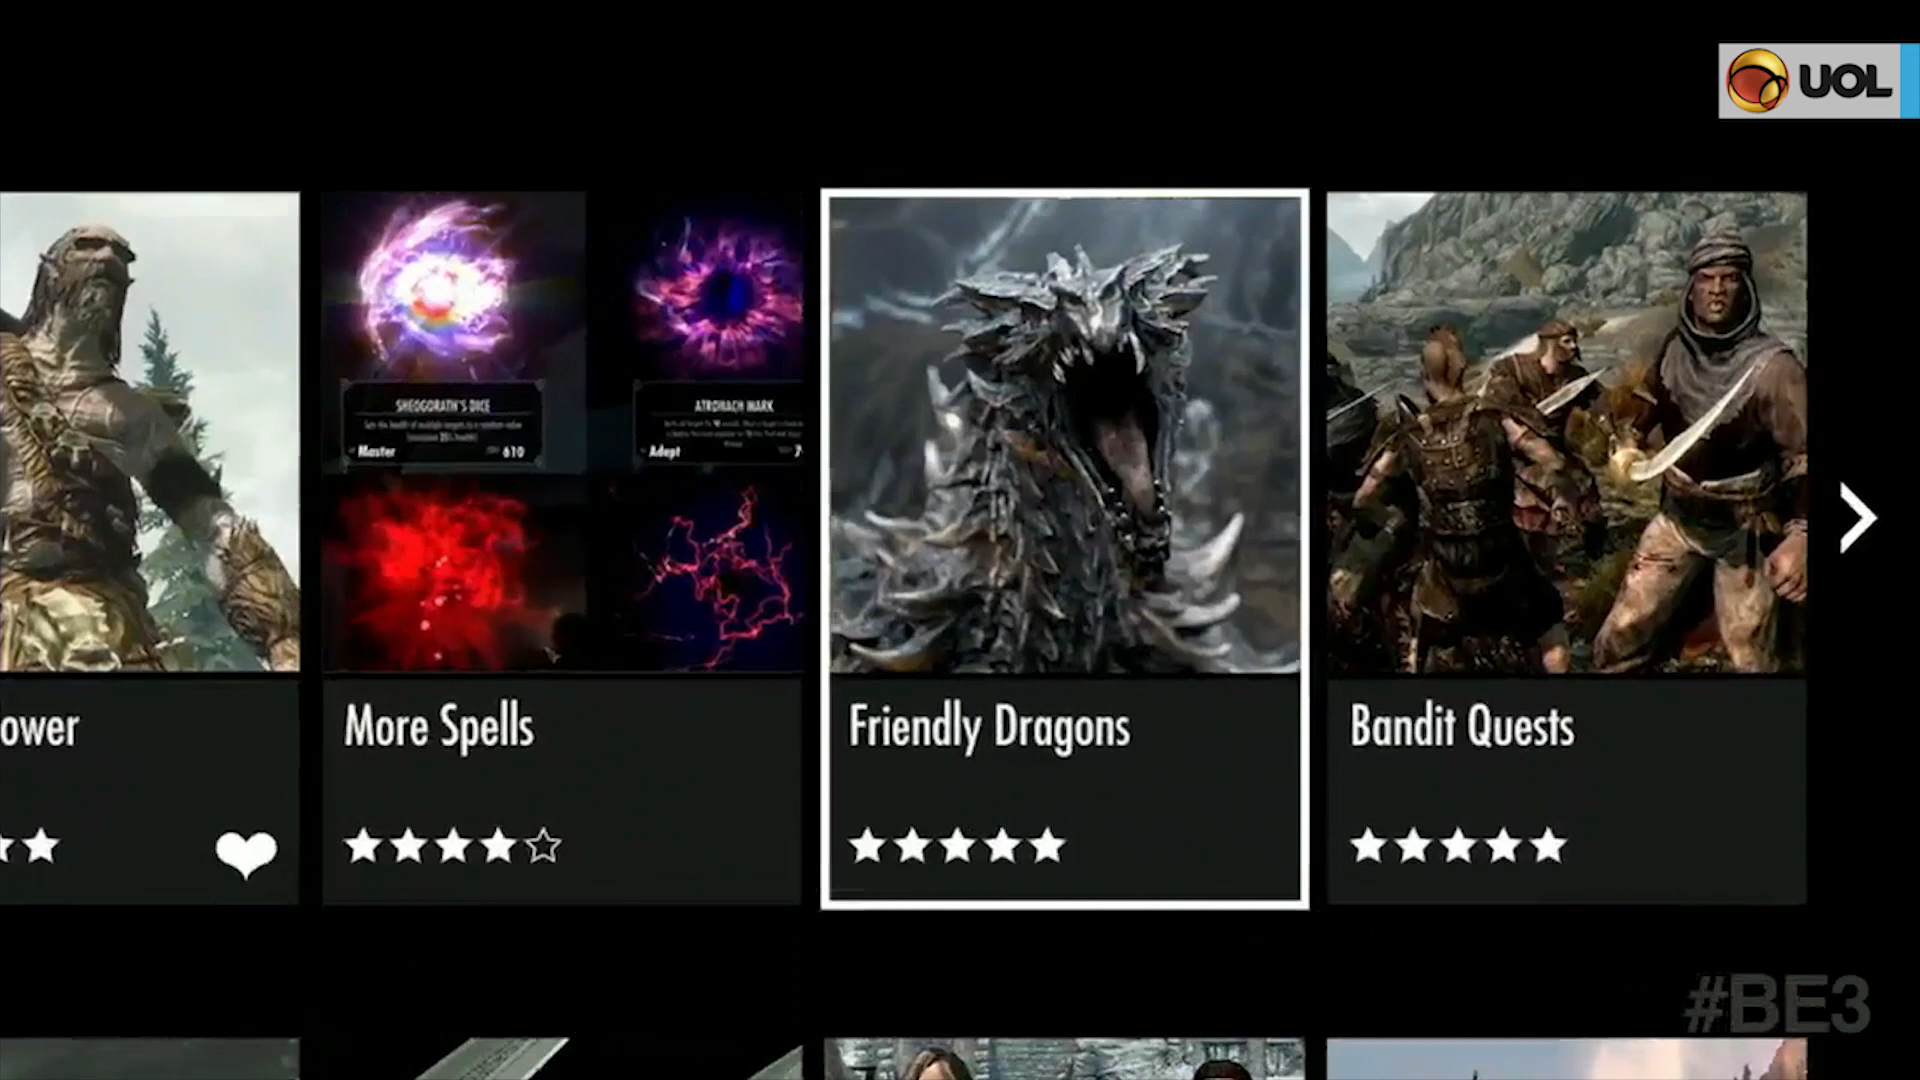 UOL
SHEOGORATH'S DICE
Master
610
ATRONACH MARK
Adept
ower
More Spells
Friendly Dragons
Bandit Quests
#BE3